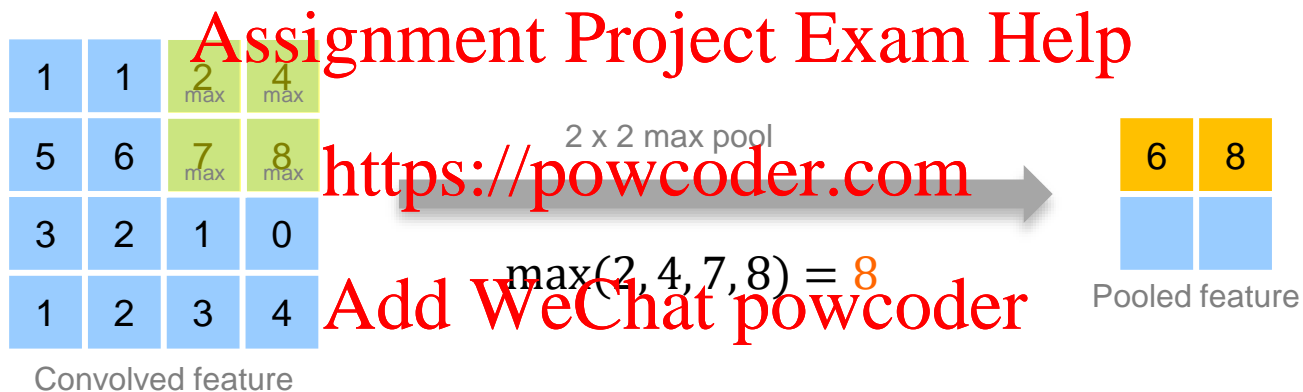 Assignment Project Exam Help
1 1 2 4
max max
5 6 7 8
max max
3 2 1 0
1 2 3 4
Convolved feature
2 x 2 max pool
https://powcoder.com
max(2, 4, 7, 8) = 8
Add WeChat powcoder
6 8
Pooled feature